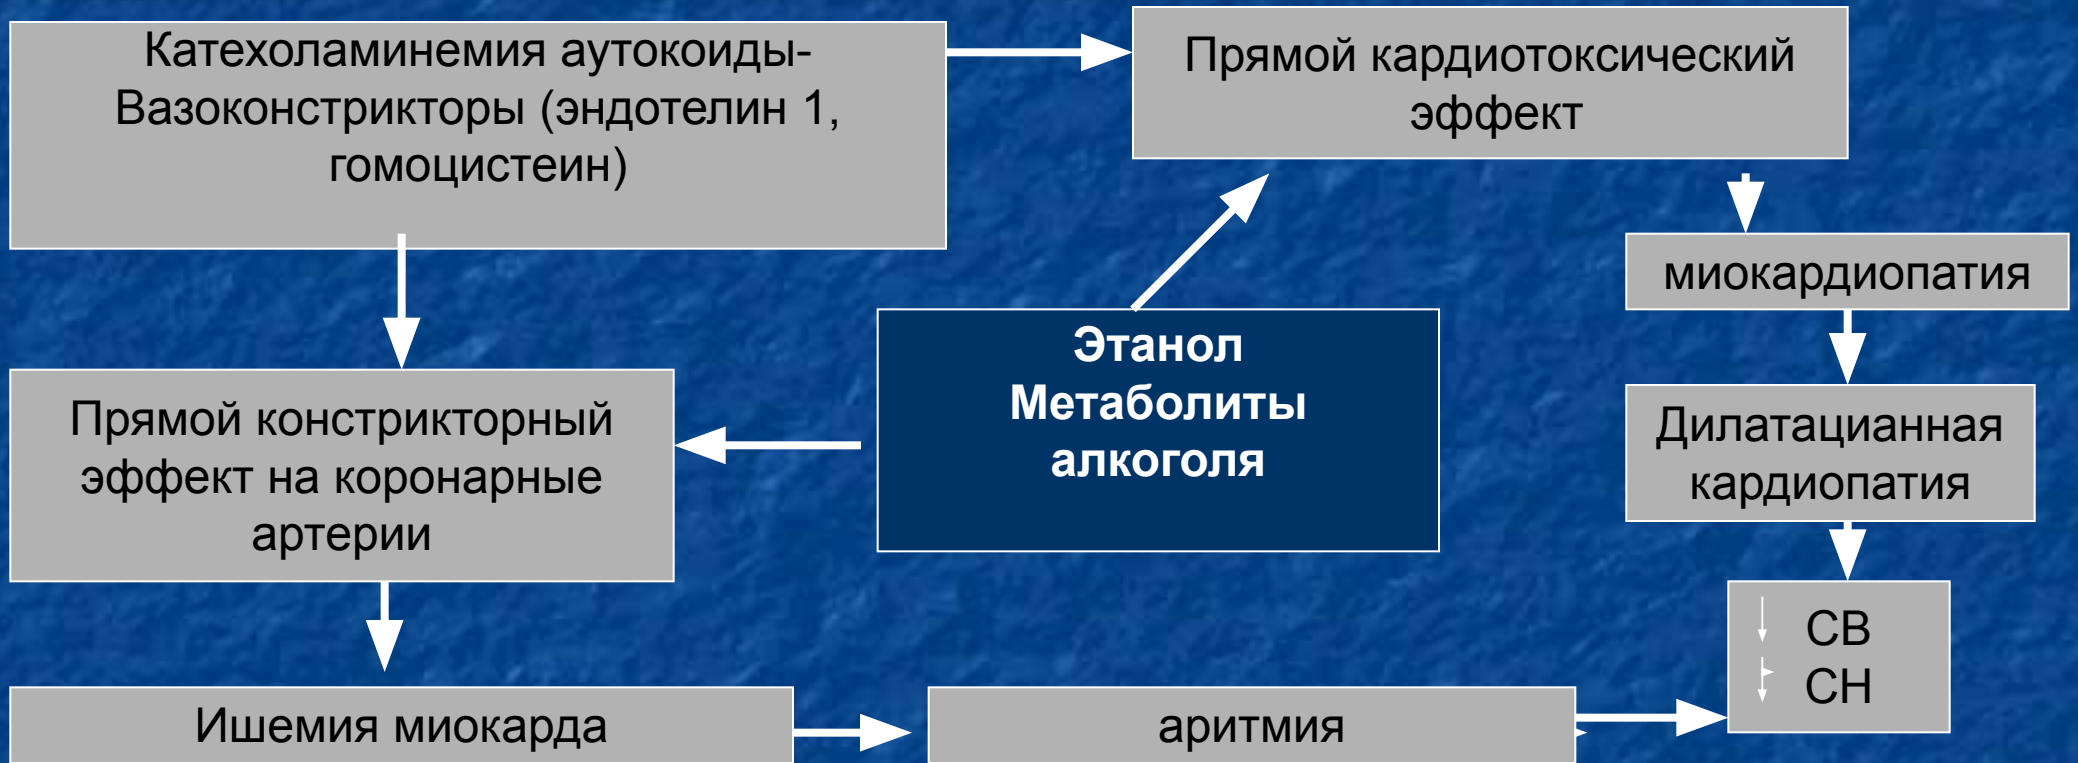 Катехоламинемия аутокоиды-
Вазоконстрикторы (эндотелин 1,
гомоцистеин)
Прямой кардиотоксический
эффект
миокардиопатия
Этанол
Метаболиты
алкоголя
Прямой констрикторный
эффект на коронарные
артерии
Дилатацианная
кардиопатия
СВ
СН
Ишемия миокарда
аритмия